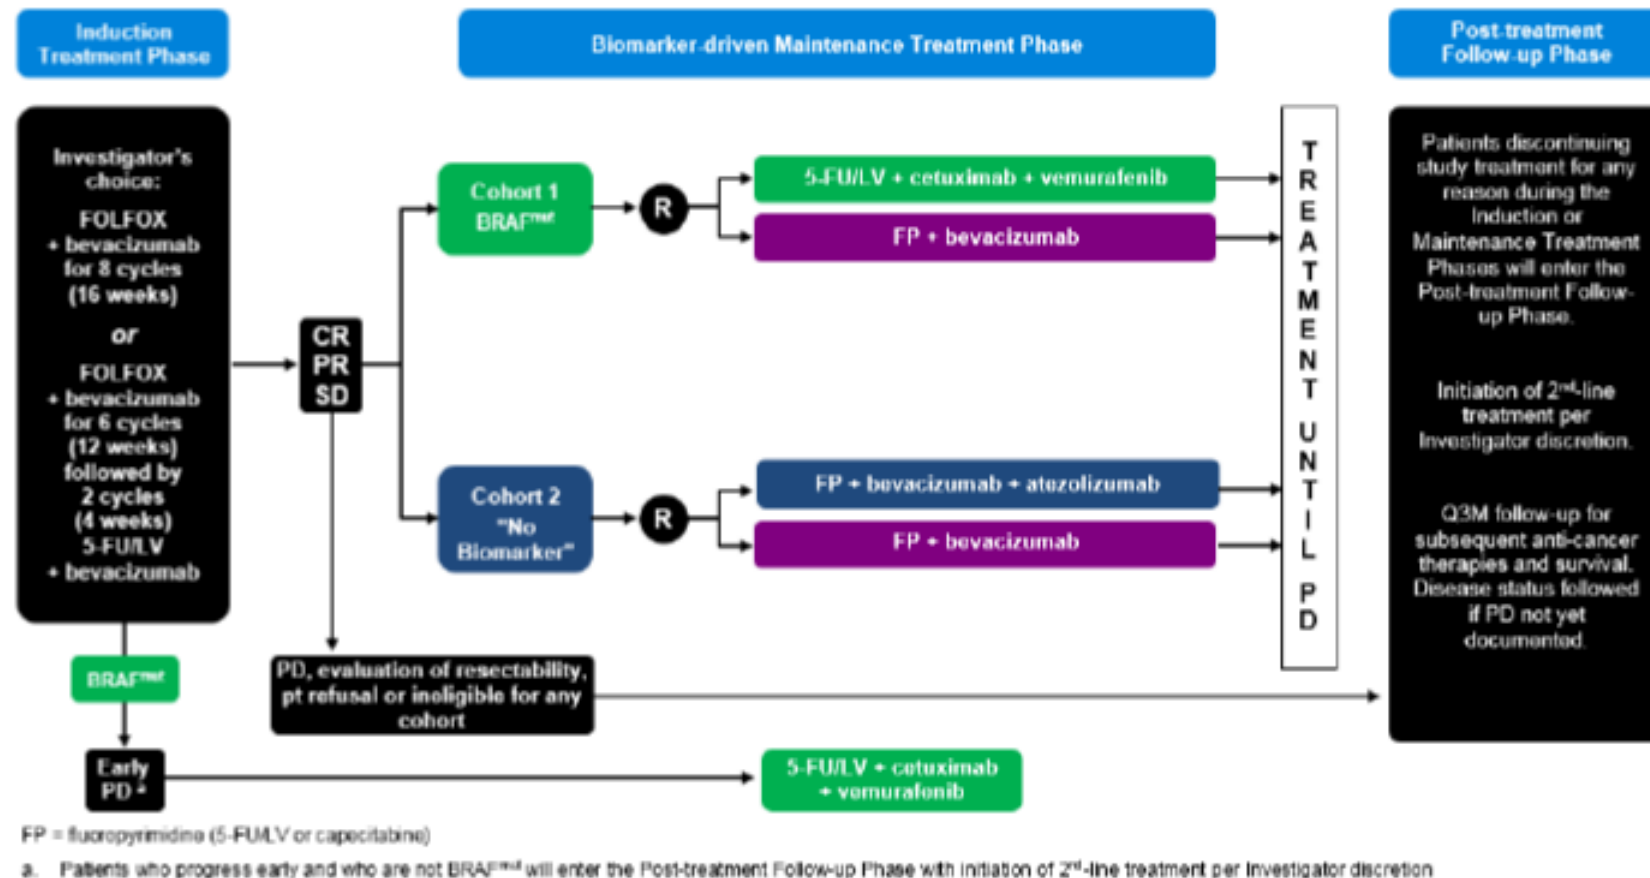 Induction
Treatment Phase
Biomarker-driven Maintenance Treatment Phase
Post-treatment
Follow-up Phase
Investigator's
choice:
FOLFOX
+ bevacizumab
for 8 cycles
(16 weeks)
or
FOLFOX
+ bevacizumab
for 6 cycles
(12 weeks)
followed by
2 cycles
(4 weeks)
5-FU/LV
+ bevacizumab
BRAFmut
Early
PD a
CR
PR
SD
PD, evaluation of resectability,
pt refusal or ineligible for any
cohort
Cohort 1
BRAFmut
R
5-FU/LV + cetuximab + vemurafenib
FP + bevacizumab
Cohort 2
"No
Biomarker"
R
FP + bevacizumab + atezolizumab
FP + bevacizumab
5-FU/LV + cetuximab
+ vemurafenib
TREATMENT UNTIL PD
Patients discontinuing
study treatment for any
reason during the
Induction or
Maintenance Treatment
Phases will enter the
Post-treatment Follow-
up Phase.
Initiation of 2nd-line
treatment per
Investigator discretion.
Q3M follow-up for
subsequent anti-cancer
therapies and survival.
Disease status followed
if PD not yet
documented.
FP = fluoropyrimidine (5-FU/LV or capecitabine)
a. Patients who progress early and who are not BRAFmut will enter the Post-treatment Follow-up Phase with initiation of 2nd-line treatment per Investigator discretion